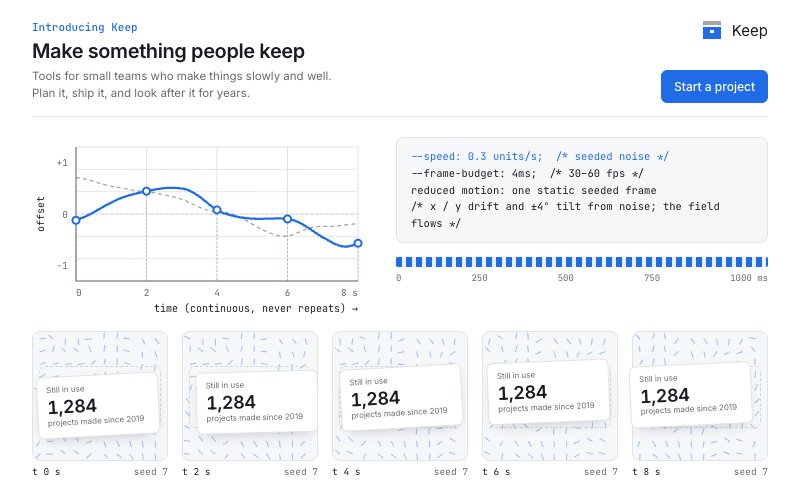 Introducing Keep
Keep
Make something people keep
Tools for small teams who make things slowly and well.
Plan it, ship it, and look after it for years.
Start a project
+1
0
-1
offset
0 2 4 6 8 s
time (continuous, never repeats) →
--speed: 0.3 units/s; /* seeded noise */
--frame-budget: 4ms; /* 30–60 fps */
reduced motion: one static seeded frame
/* x / y drift and ±4° tilt from noise; the field
flows */
0 250 500 750 1000 ms
Still in use
1,284
projects made since 2019
t 0 s seed 7
Still in use
1,284
projects made since 2019
t 2 s seed 7
Still in use
1,284
projects made since 2019
t 4 s seed 7
Still in use
1,284
projects made since 2019
t 6 s seed 7
Still in use
1,284
projects made since 2019
t 8 s seed 7